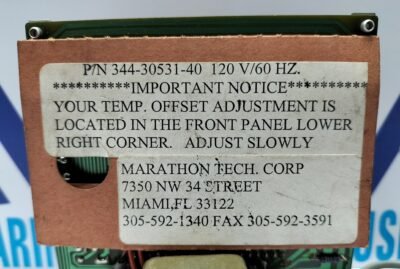 P/N 344-30531-40 120 V/60 HZ.
**********IMPORTANT NOTICE**********
YOUR TEMP. OFFSET ADJUSTMENT IS
LOCATED IN THE FRONT PANEL LOWER
RIGHT CORNER. ADJUST SLOWLY
MARATHON TECH. CORP
7350 NW 34 STREET
MIAMI,FL 33122
305-592-1340 FAX 305-592-3591